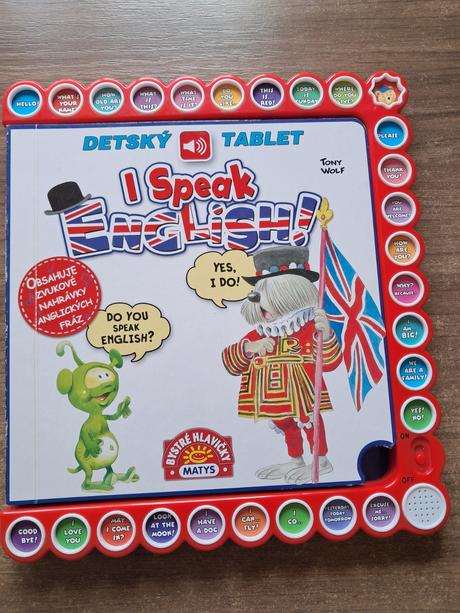 HELLO!
WHAT'S
YOUR
NAME?
HOW
OLD ARE
YOU?
WHAT
IS
THIS?
WHAT
TIME IS
IT?
DO
YOU
LIKE...
THIS
IS...
RED!
TODAY
IS
SUNDAY
WHERE
DO YOU
LIVE?
DETSKÝ TABLET
TONY
WOLF
I SPEAK
ENGLISH!
OBSAHUJE
ZVUKOVÉ
NAHRÁVKY
ANGLICKÝCH
FRÁZ
YES,
I DO!
DO YOU
SPEAK
ENGLISH?
BYSTRÉ HLAVIČKY
MATYS
PLEASE
THANK
YOU!
YOU
ARE
WELCOME!
HOW
ARE
YOU?
WHY?
BECAUSE
I
AM
BIG!
WE
ARE A
FAMILY!
YES!
NO!
ON
OFF
GOOD
BYE!
I
LOVE
YOU
MAY I
COME
IN?
LOOK
AT THE
MOON!
I
HAVE
A DOG
I
CAN...
FLY!
I
GO...
YESTERDAY
TODAY
TOMORROW
EXCUSE
ME...
SORRY!